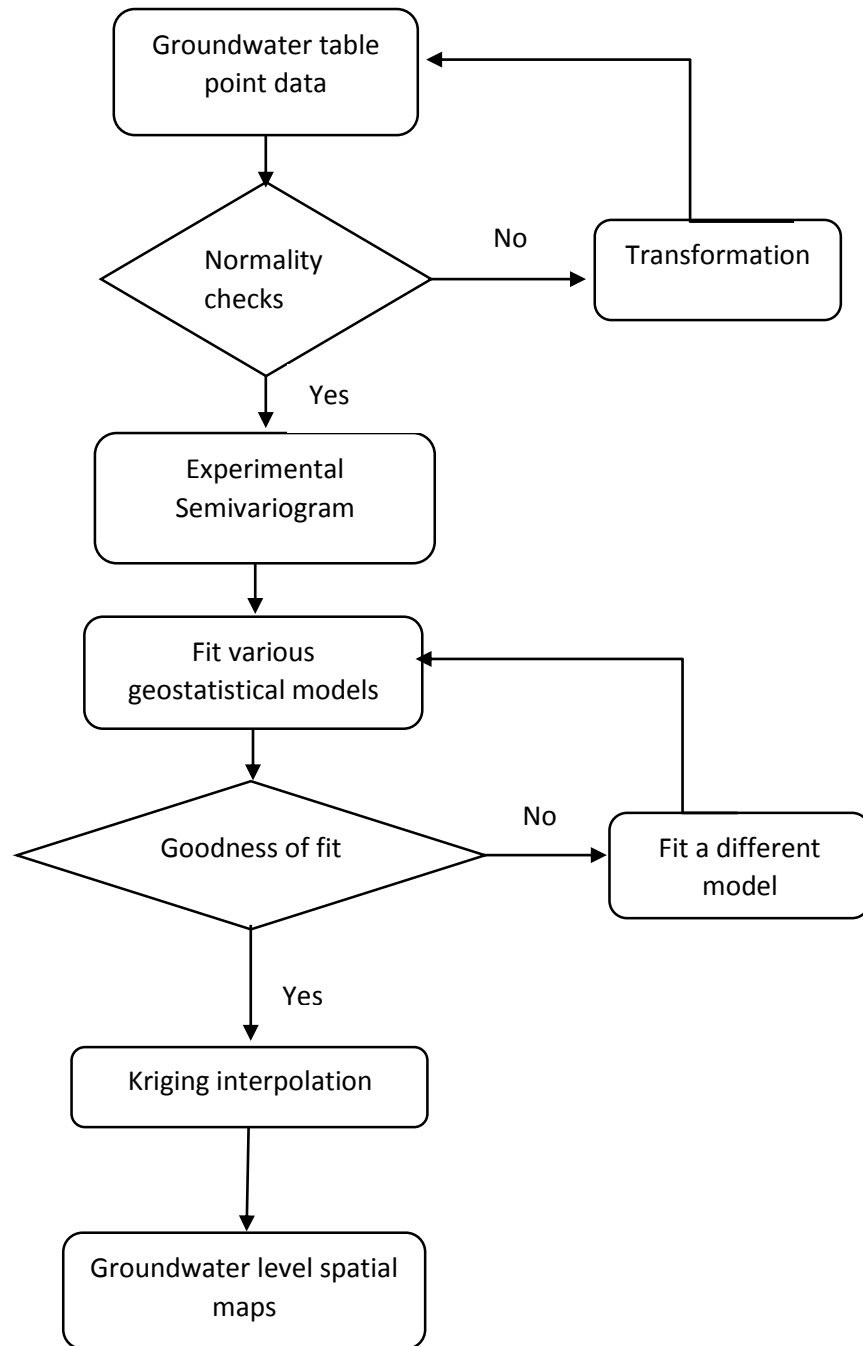 Groundwater table
point data
Normality
checks
No
Transformation
Yes
Experimental
Semivariogram
Fit various
geostatistical models
Goodness of fit
No
Fit a different
model
Yes
Kriging interpolation
Groundwater level spatial
maps